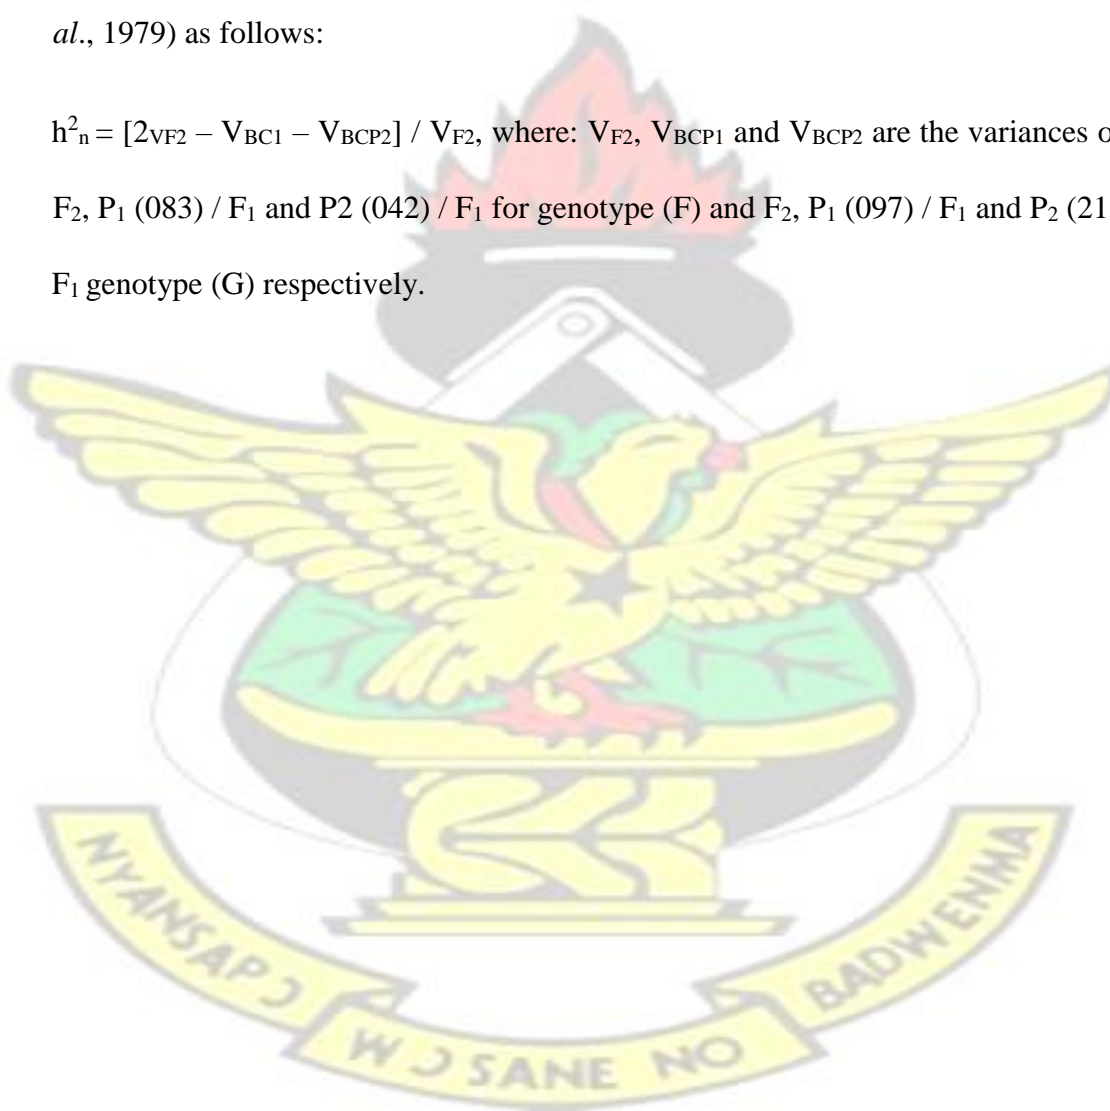 al., 1979) as follows:
h²ₙ = [2VF2 – VBC1 – VBCP2] / VF2, where: VF2, VBCP1 and VBCP2 are the variances o
F₂, P₁ (083) / F₁ and P2 (042) / F₁ for genotype (F) and F₂, P₁ (097) / F₁ and P₂ (21
F₁ genotype (G) respectively.
NYANSAPƆ
WƆ SANE NO
BADWENMA